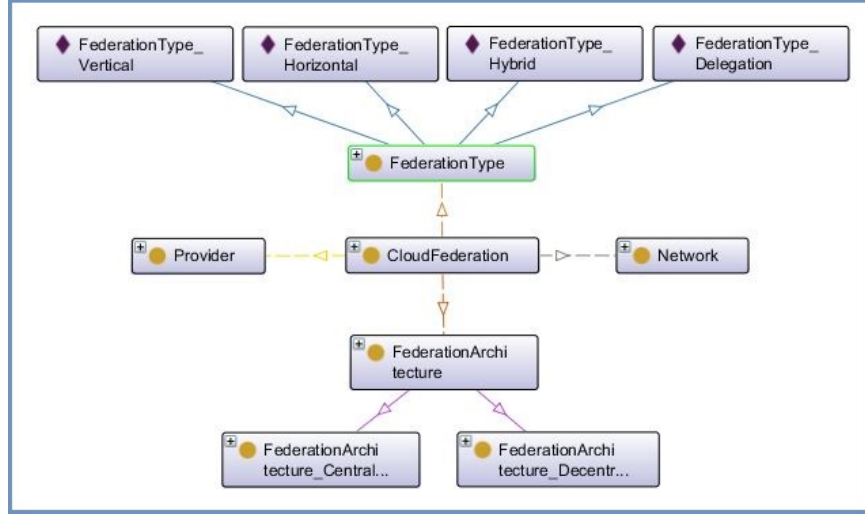 FederationType_
Vertical
FederationType_
Horizontal
FederationType_
Hybrid
FederationType_
Delegation
FederationType
Provider
CloudFederation
Network
FederationArchi
tecture
FederationArchi
tecture_Central...
FederationArchi
tecture_Decentr...